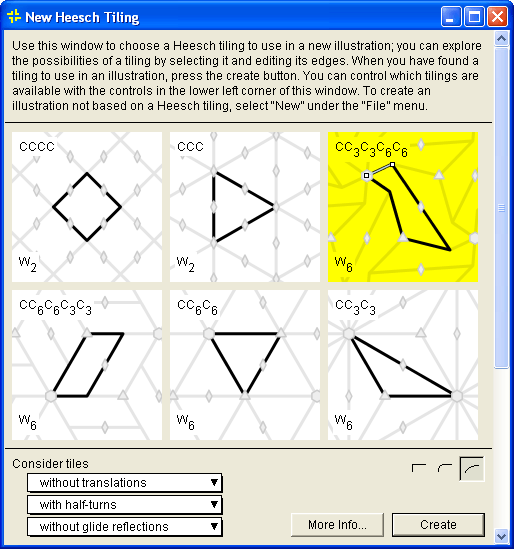 New Heesch Tiling
Use this window to choose a Heesch tiling to use in a new illustration; you can explore
the possibilities of a tiling by selecting it and editing its edges. When you have found a
tiling to use in an illustration, press the create button. You can control which tilings are
available with the controls in the lower left corner of this window. To create an
illustration not based on a Heesch tiling, select "New" under the "File" menu.
CCCC
CCC
CC3C3C6C6
W2
W2
W6
CC6C6C3C3
CC6C6
CC3C3
W6
W6
W6
Consider tiles
without translations
with half-turns
without glide reflections
More Info...
Create